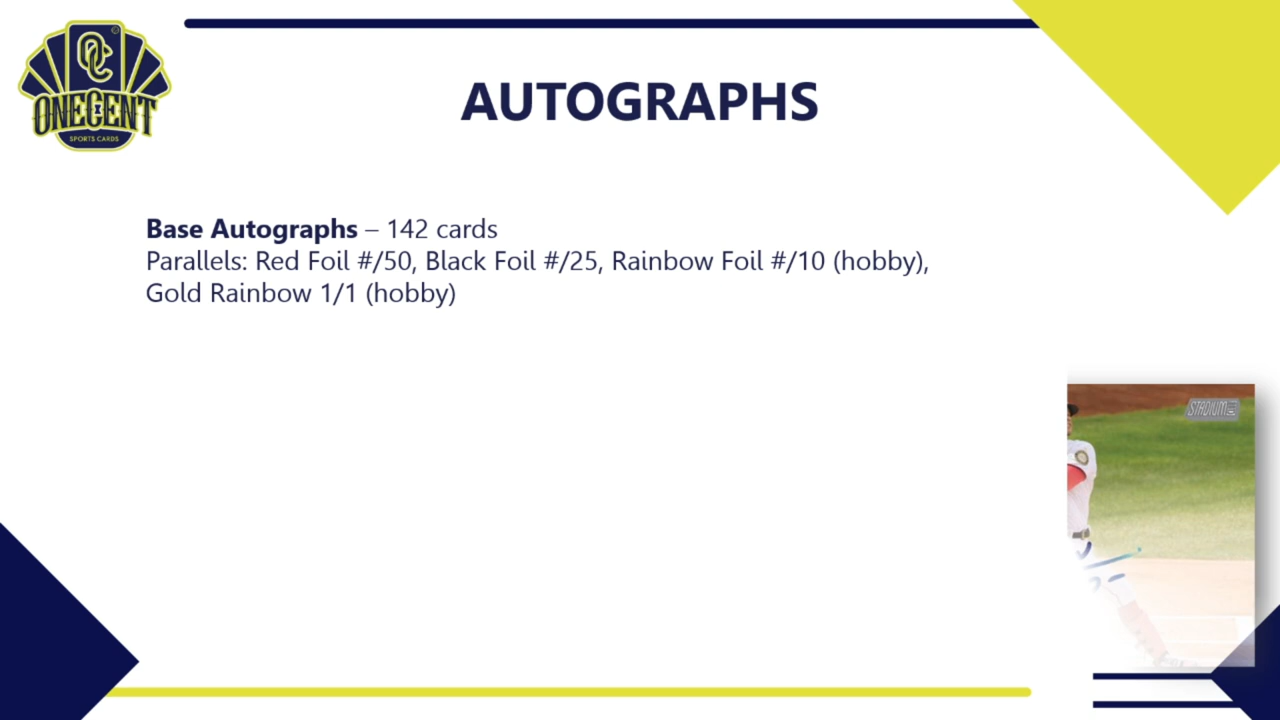 OC
ONECENT
SPORTS CARDS
AUTOGRAPHS
Base Autographs – 142 cards
Parallels: Red Foil #/50, Black Foil #/25, Rainbow Foil #/10 (hobby),
Gold Rainbow 1/1 (hobby)
STADIUM